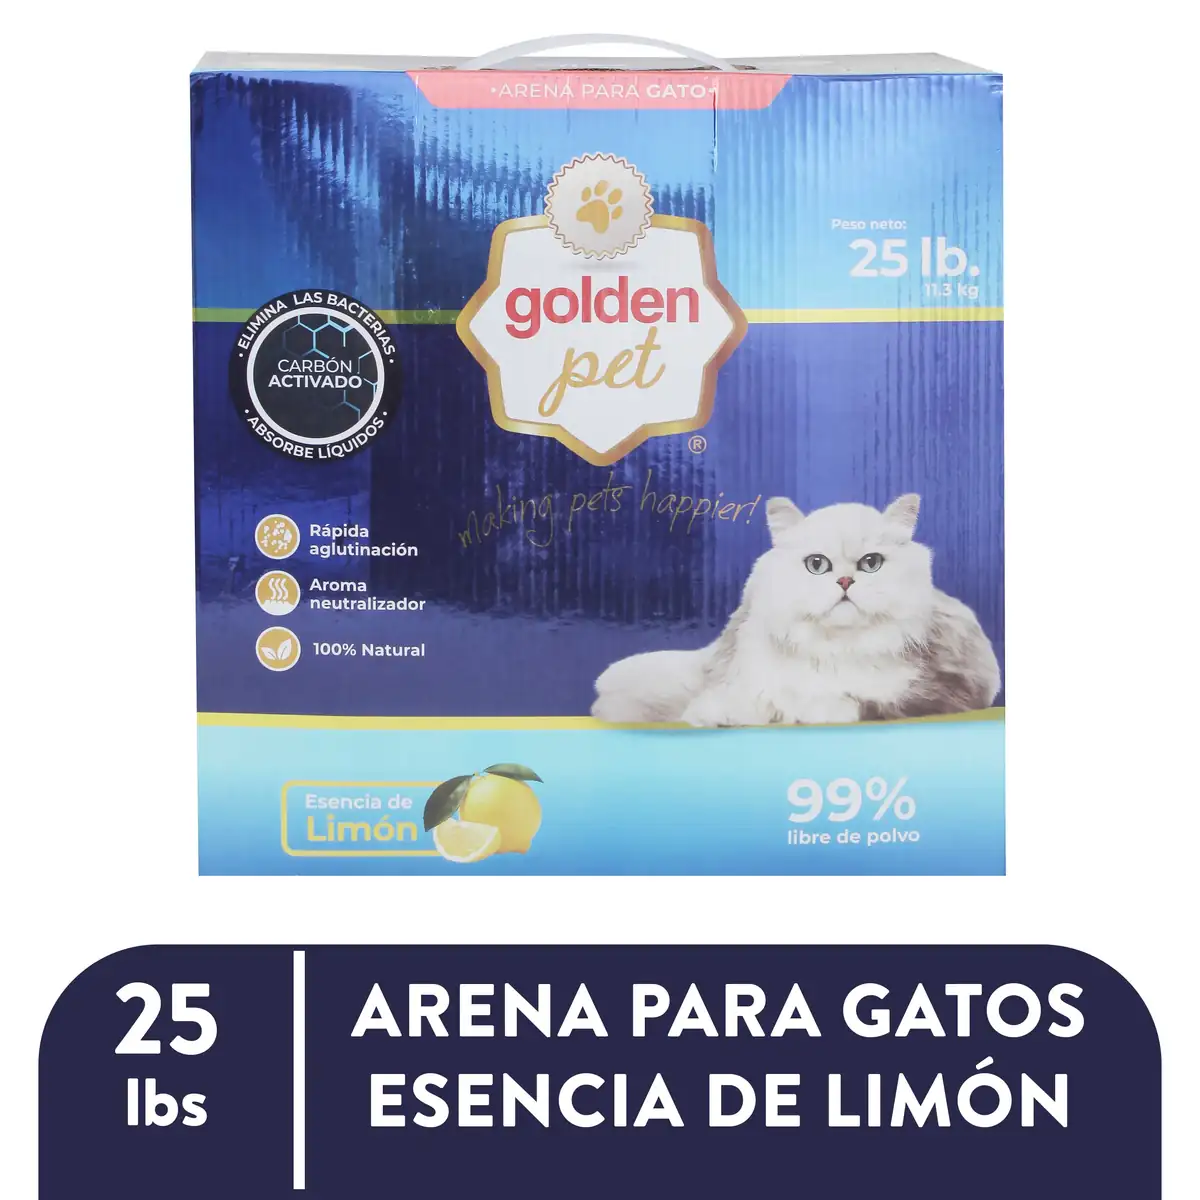 •ARENA PARA GATO•
Peso neto:
25 lb.
11.3 kg
golden
pet
®
• ELIMINA LAS BACTERIAS •
CARBÓN
ACTIVADO
• ABSORBE LÍQUIDOS •
making pets happier!
Rápida
aglutinación
Aroma
neutralizador
100% Natural
Esencia de
Limón
99%
libre de polvo
25
lbs
ARENA PARA GATOS
ESENCIA DE LIMÓN